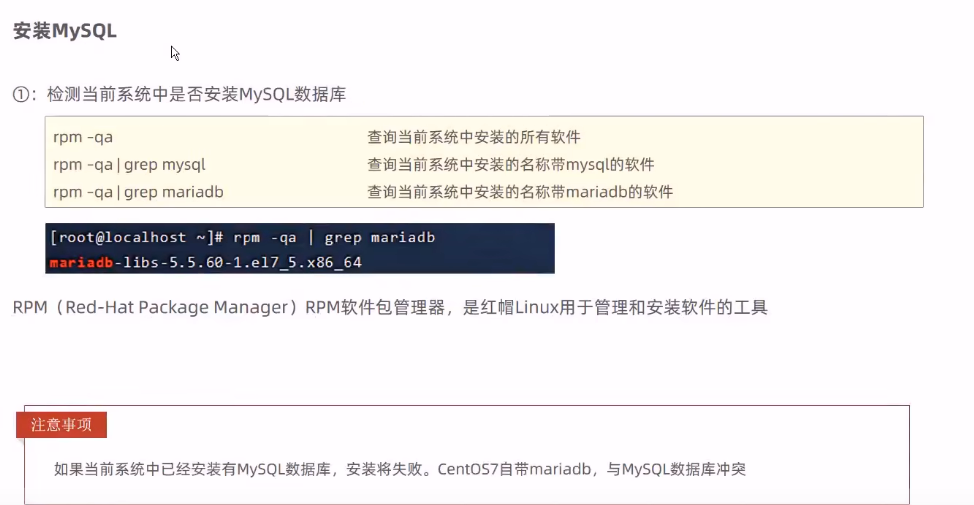 安装MySQL
①：检测当前系统中是否安装MySQL数据库
rpm –qa 查询当前系统中安装的所有软件
rpm –qa | grep mysql 查询当前系统中安装的名称带mysql的软件
rpm –qa | grep mariadb 查询当前系统中安装的名称带mariadb的软件
[root@localhost ~]# rpm -qa | grep mariadb
mariadb-libs-5.5.60-1.el7_5.x86_64
RPM（Red-Hat Package Manager）RPM软件包管理器，是红帽Linux用于管理和安装软件的工具
注意事项
如果当前系统中已经安装有MySQL数据库，安装将失败。CentOS7自带mariadb，与MySQL数据库冲突